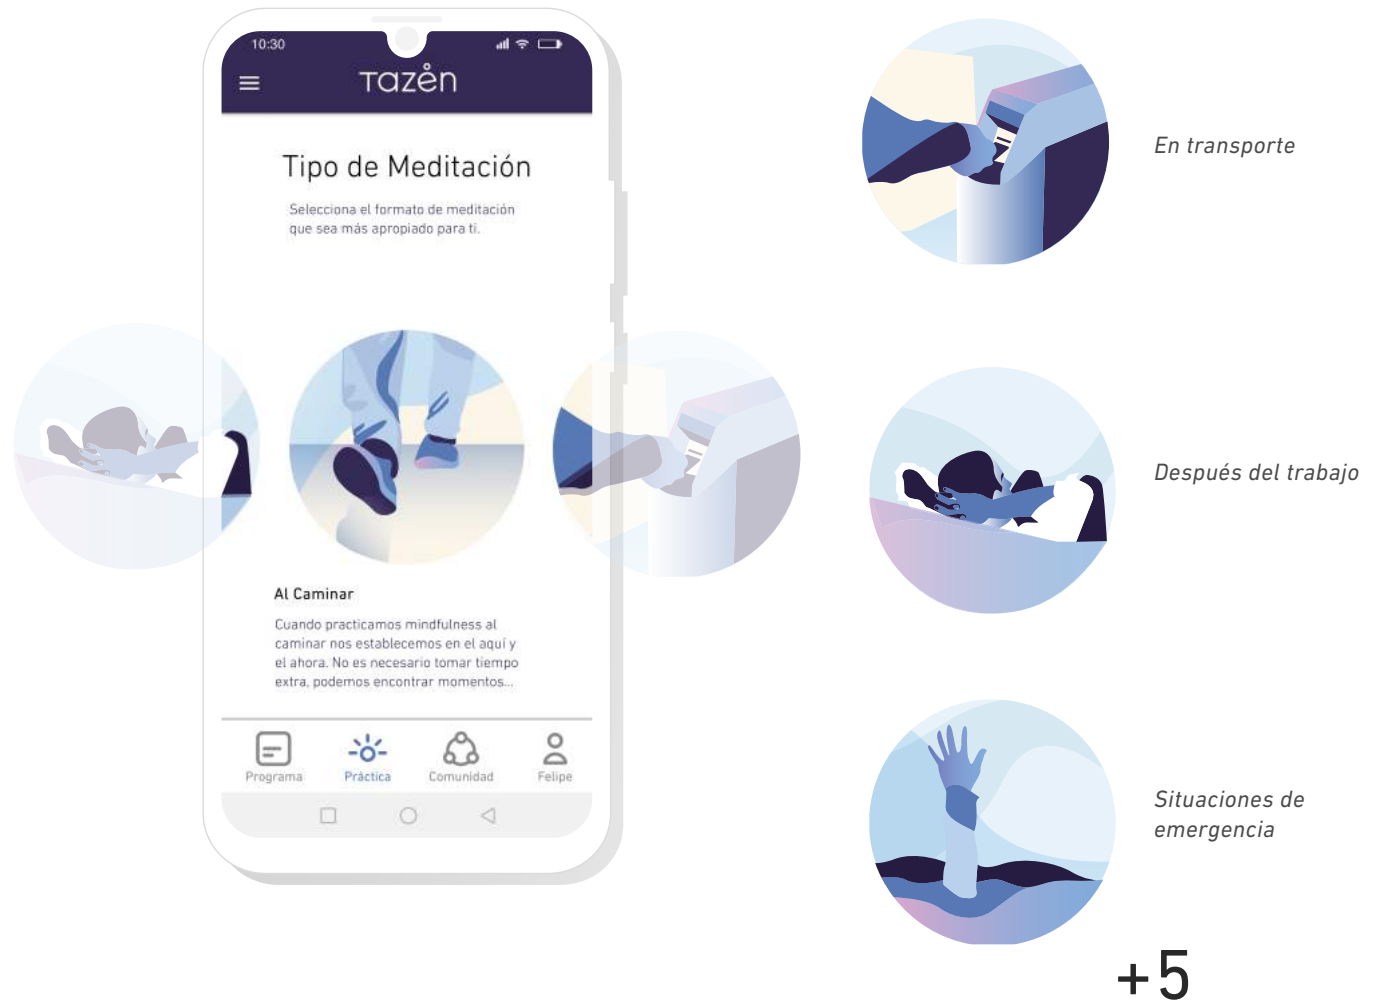 10:30
Tazen
Tipo de Meditación
Selecciona el formato de meditación
que sea más apropiado para ti.
Al Caminar
Cuando practicamos mindfulness al
caminar nos establecemos en el aquí y
el ahora. No es necesario tomar tiempo
extra, podemos encontrar momentos...
Programa
Práctica
Comunidad
Felipe
En transporte
Después del trabajo
Situaciones de
emergencia
+5